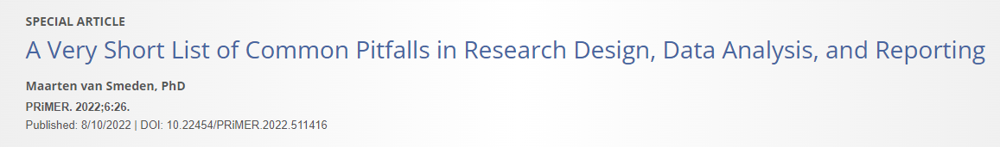 SPECIAL ARTICLE
A Very Short List of Common Pitfalls in Research Design, Data Analysis, and Reporting
Maarten van Smeden, PhD
PRiMER. 2022;6:26.
Published: 8/10/2022 | DOI: 10.22454/PRiMER.2022.511416